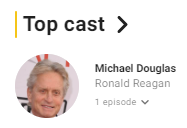 Top cast
Michael Douglas
Ronald Reagan
1 episode